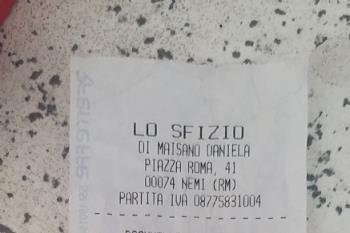 LO SFIZIO
DI MAISANO DANIELA
PIAZZA ROMA, 41
00074 NEMI (RM)
PARTITA IVA 08775831004